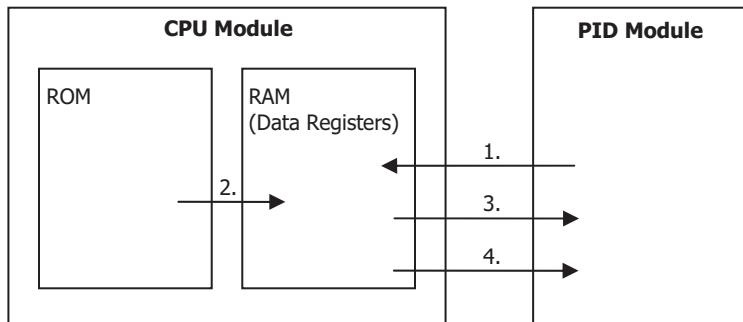 CPU Module
PID Module
ROM
RAM
(Data Registers)
1.
2.
3.
4.